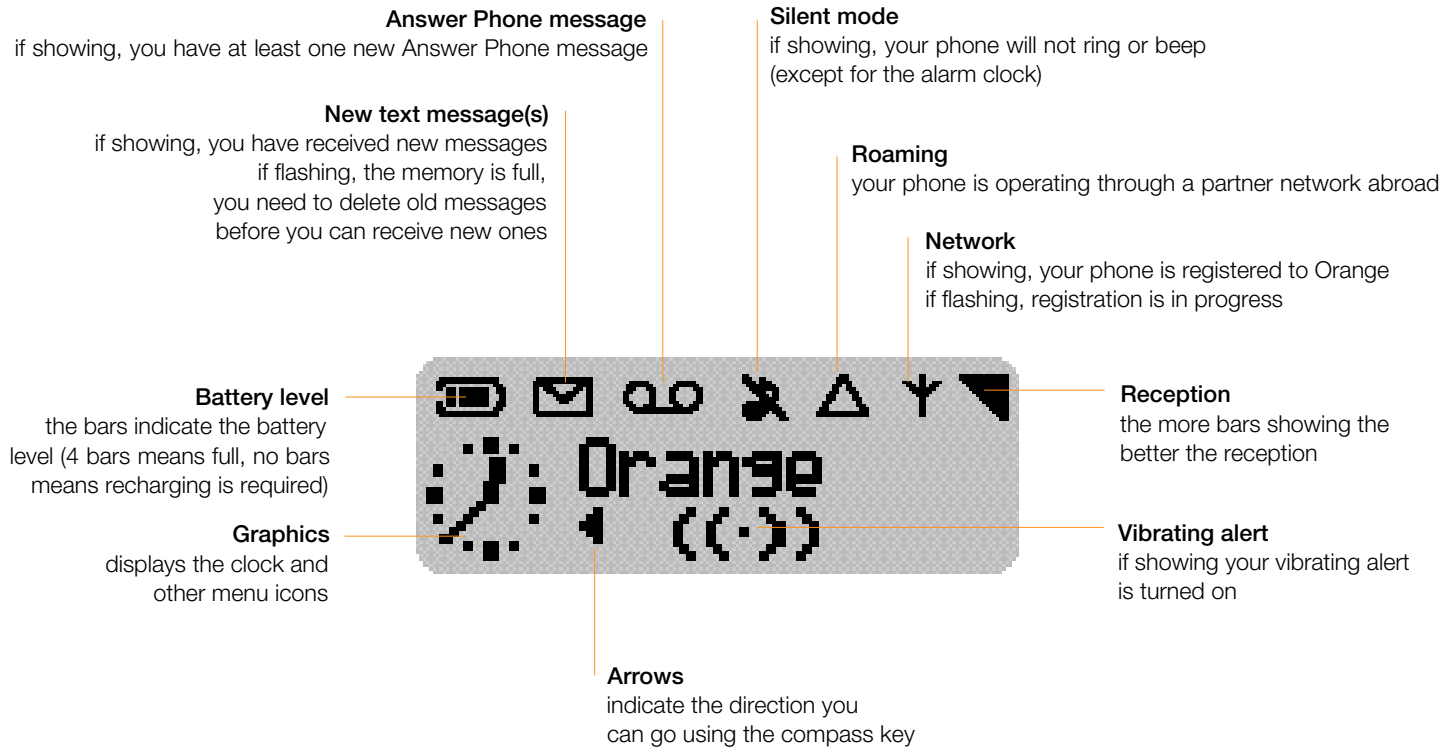 Answer Phone message
if showing, you have at least one new Answer Phone message
Silent mode
if showing, your phone will not ring or beep
(except for the alarm clock)
New text message(s)
if showing, you have received new messages
if flashing, the memory is full,
you need to delete old messages
before you can receive new ones
Roaming
your phone is operating through a partner network abroad
Network
if showing, your phone is registered to Orange
if flashing, registration is in progress
Battery level
the bars indicate the battery
level (4 bars means full, no bars
means recharging is required)
Graphics
displays the clock and
other menu icons
Orange
Reception
the more bars showing the
better the reception
Vibrating alert
if showing your vibrating alert
is turned on
Arrows
indicate the direction you
can go using the compass key